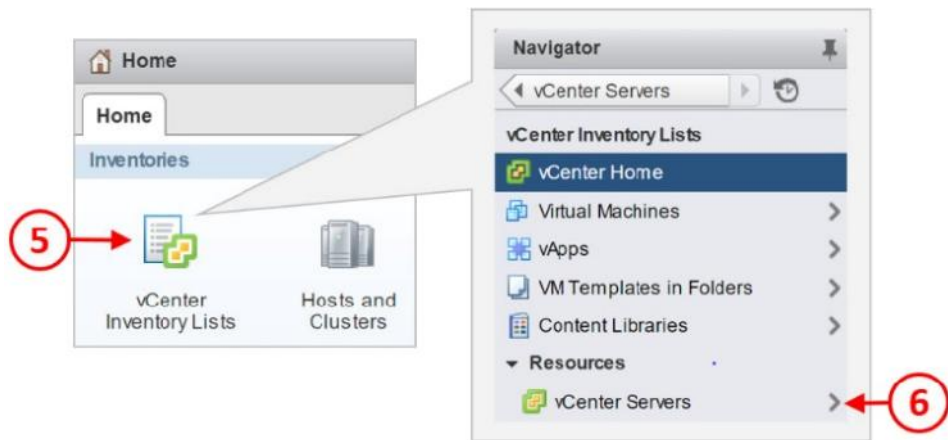 Home
Home
Inventories
5
vCenter
Inventory Lists
Hosts and
Clusters
Navigator
vCenter Servers
vCenter Inventory Lists
vCenter Home
Virtual Machines
vApps
VM Templates in Folders
Content Libraries
Resources
vCenter Servers
6